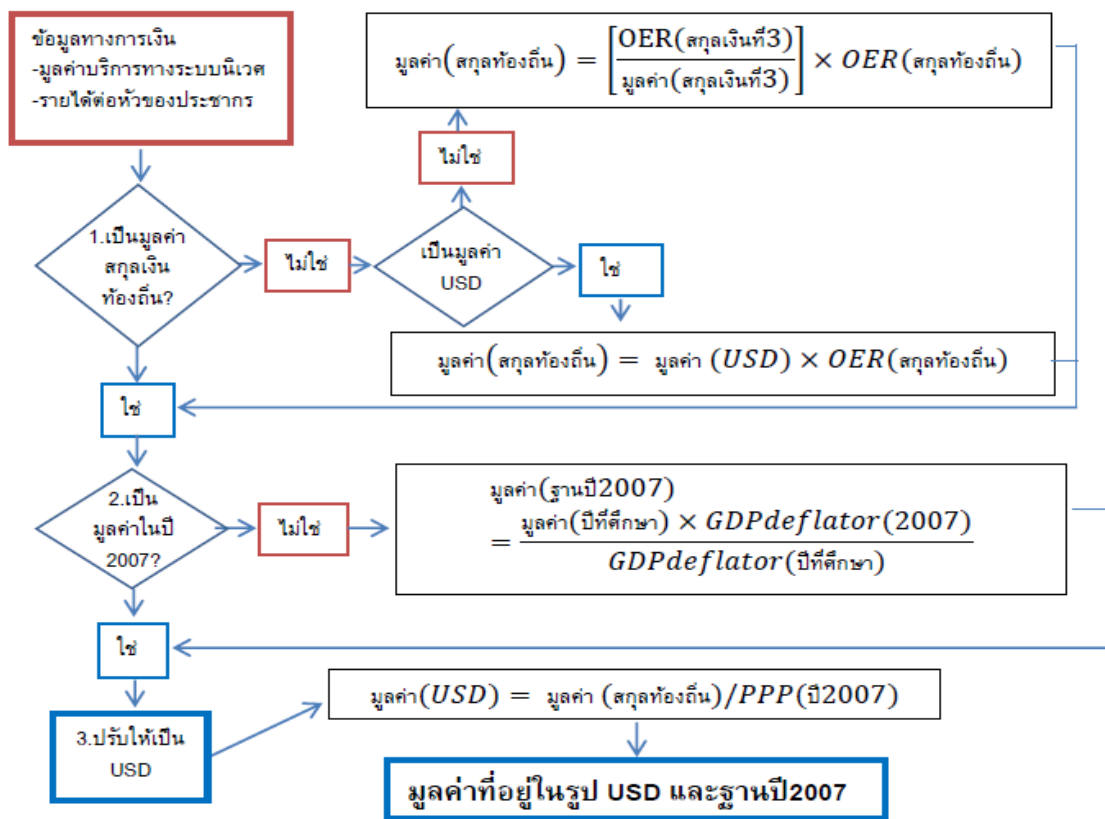 ข้อมูลทางการเงิน
-มูลค่าบริการทางระบบนิเวศ
-รายได้ต่อหัวของประชากร
มูลค่า(สกุลท้องถิ่น) = [OER(สกุลเงินที่3) / มูลค่า(สกุลเงินที่3)] × OER(สกุลท้องถิ่น)
ไม่ใช่
1.เป็นมูลค่า
สกุลเงิน
ท้องถิ่น?
ไม่ใช่
เป็นมูลค่า
USD
ใช่
มูลค่า(สกุลท้องถิ่น) = มูลค่า (USD) × OER(สกุลท้องถิ่น)
ใช่
2.เป็น
มูลค่าในปี
2007?
ไม่ใช่
มูลค่า(ฐานปี2007)
= มูลค่า(ปีที่ศึกษา) × GDPdeflator(2007)
GDPdeflator(ปีที่ศึกษา)
ใช่
มูลค่า(USD) = มูลค่า (สกุลท้องถิ่น)/PPP(ปี2007)
3.ปรับให้เป็น
USD
มูลค่าที่อยู่ในรูป USD และฐานปี2007